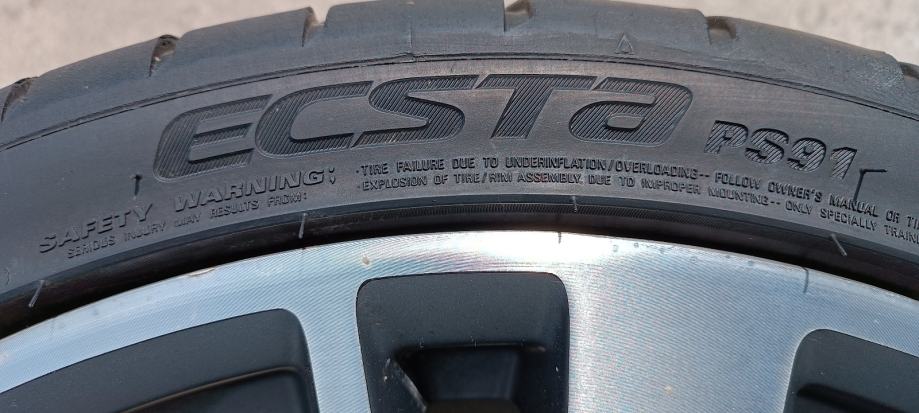 ECSTA PS91
SAFETY WARNING:
SERIOUS INJURY MAY RESULTS FROM:
·TIRE FAILURE DUE TO UNDERINFLATION/OVERLOADING-- FOLLOW OWNER'S MANUAL OR
·EXPLOSION OF TIRE/RIM ASSEMBLY DUE TO IMPROPER MOUNTING-- ONLY SPECIALLY